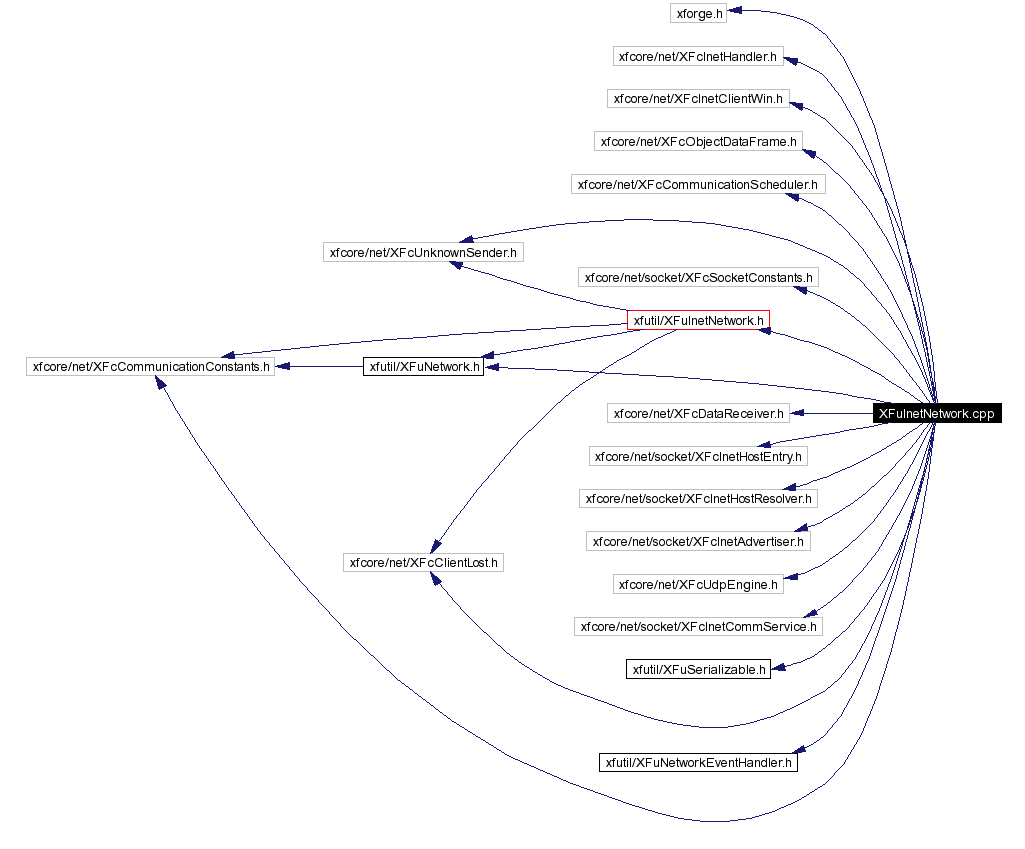 xforge.h
xfcore/net/XFcInetHandler.h
xfcore/net/XFcInetClientWin.h
xfcore/net/XFcObjectDataFrame.h
xfcore/net/XFcCommunicationScheduler.h
xfcore/net/XFcUnknownSender.h
xfcore/net/socket/XFcSocketConstants.h
xfutil/XFuInetNetwork.h
xfcore/net/XFcCommunicationConstants.h
xfutil/XFuNetwork.h
XFuInetNetwork.cpp
xfcore/net/XFcDataReceiver.h
xfcore/net/socket/XFcInetHostEntry.h
xfcore/net/socket/XFcInetHostResolver.h
xfcore/net/socket/XFcInetAdvertiser.h
xfcore/net/XFcClientLost.h
xfcore/net/XFcUdpEngine.h
xfcore/net/socket/XFcInetCommService.h
xfutil/XFuSerializable.h
xfutil/XFuNetworkEventHandler.h